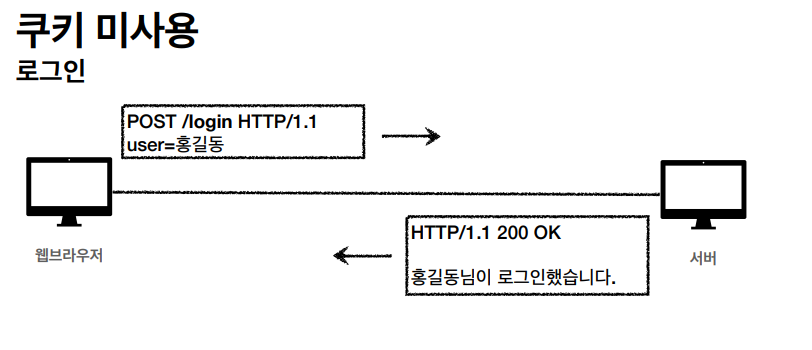 쿠키 미사용
로그인
POST /login HTTP/1.1
user=홍길동
웹브라우저
HTTP/1.1 200 OK
홍길동님이 로그인했습니다.
서버